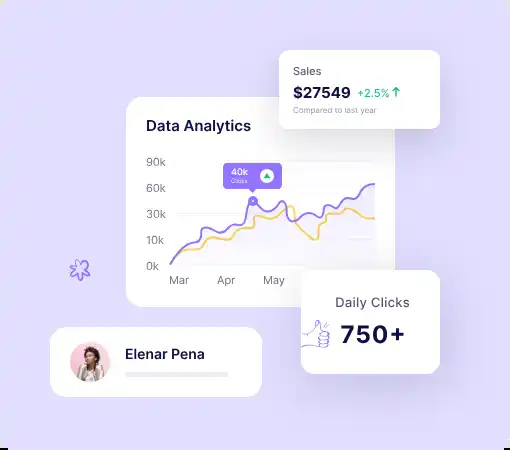 Sales
$27549 +2.5%
Compared to last year
Data Analytics
90k
60k
30k
10k
0k
40k
Clicks
Mar Apr May
Daily Clicks
750+
Elenar Pena